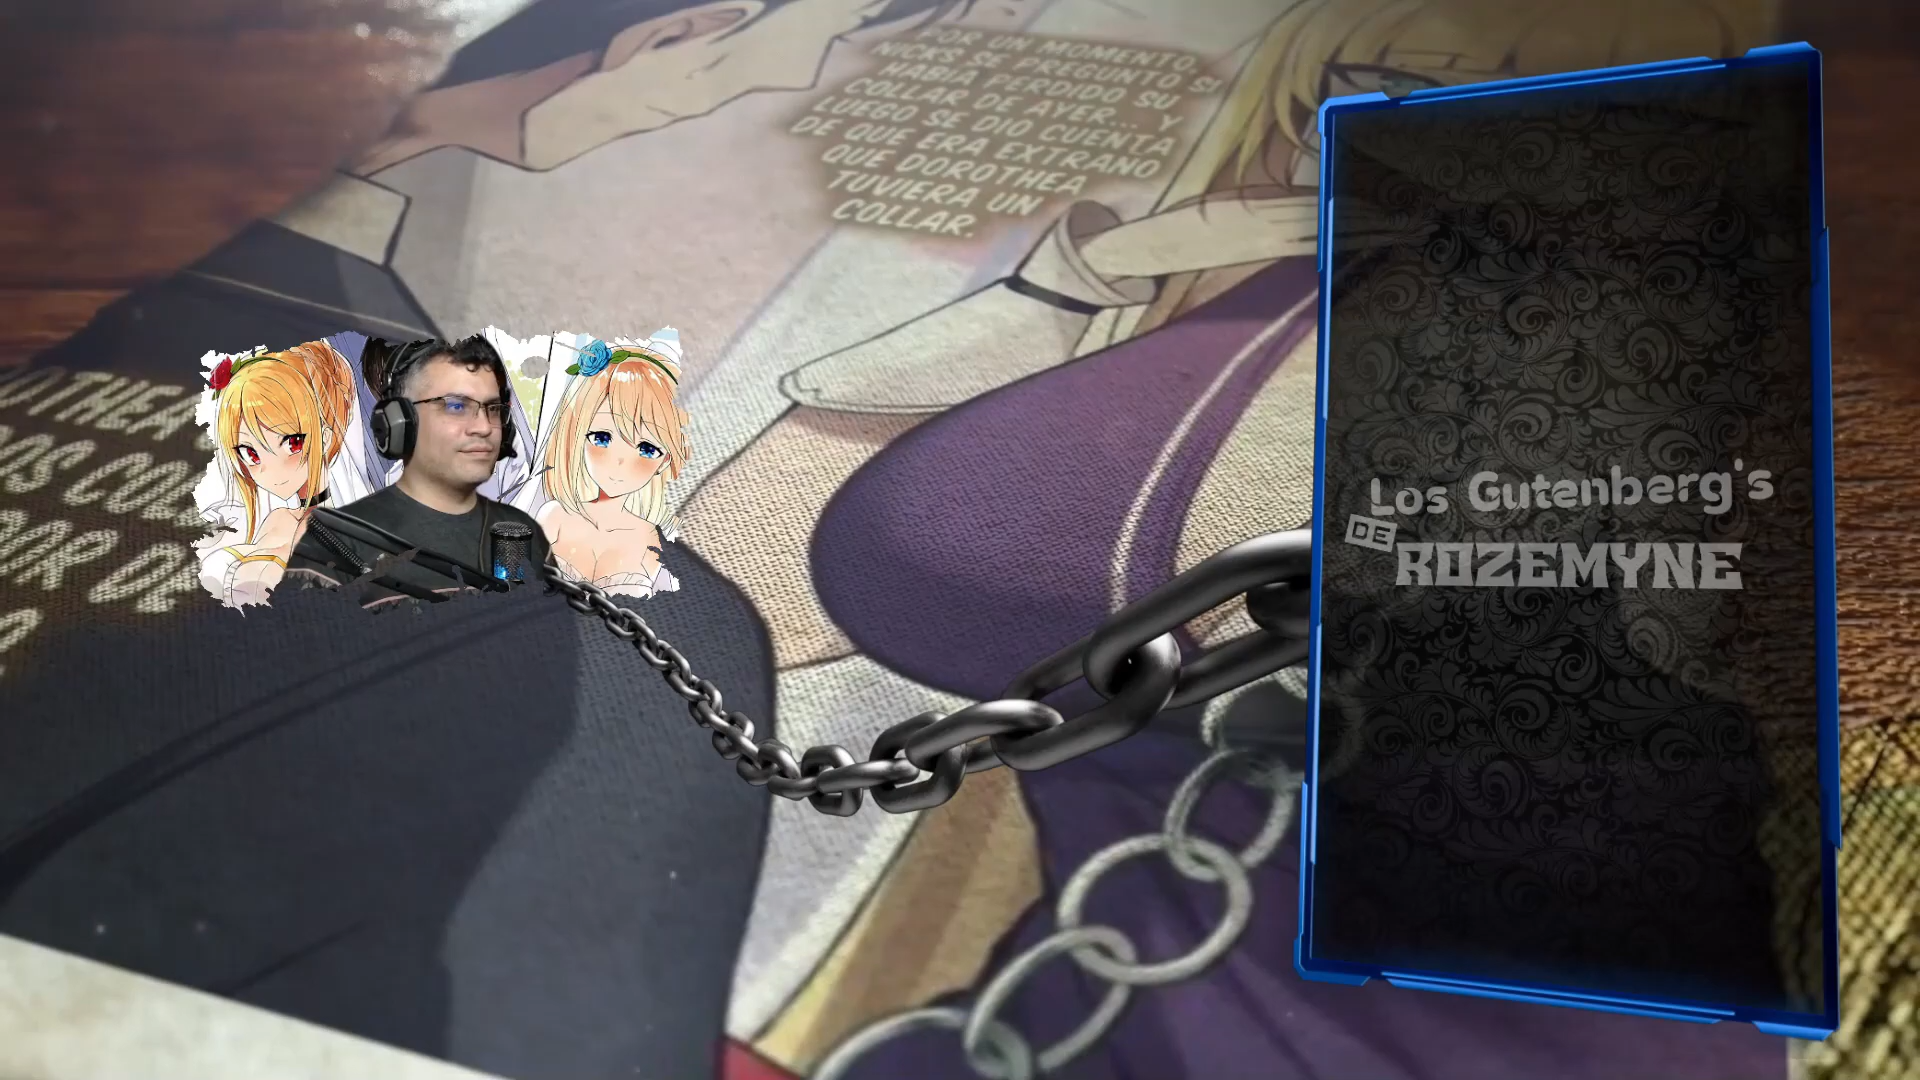 POR UN MOMENTO,
NICKS SE PREGUNTÓ SI
HABÍA PERDIDO SU
COLLAR DE AYER... Y
LUEGO SE DIO CUENTA
DE QUE ERA EXTRAÑO
QUE DOROTHEA
TUVIERA UN
COLLAR.
Los Gutenberg's
DE
ROZEMYNE